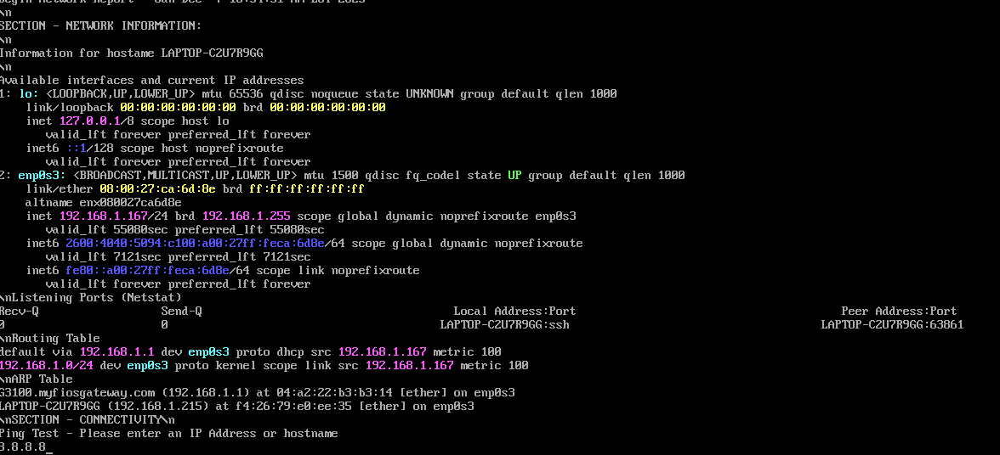 \n
SECTION - NETWORK INFORMATION:
\n
Information for hostame LAPTOP-C2U7R9GG
\n
Available interfaces and current IP addresses
1: lo: <LOOPBACK,UP,LOWER_UP> mtu 65536 qdisc noqueue state UNKNOWN group default qlen 1000
    link/loopback 00:00:00:00:00:00 brd 00:00:00:00:00:00
    inet 127.0.0.1/8 scope host lo
       valid_lft forever preferred_lft forever
    inet6 ::1/128 scope host noprefixroute
       valid_lft forever preferred_lft forever
2: enp0s3: <BROADCAST,MULTICAST,UP,LOWER_UP> mtu 1500 qdisc fq_codel state UP group default qlen 1000
    link/ether 08:00:27:ca:6d:8e brd ff:ff:ff:ff:ff:ff
    altname enx080027ca6d8e
    inet 192.168.1.167/24 brd 192.168.1.255 scope global dynamic noprefixroute enp0s3
       valid_lft 55080sec preferred_lft 55080sec
    inet6 2600:4040:5094:c100:a00:27ff:feca:6d8e/64 scope global dynamic noprefixroute
       valid_lft 7121sec preferred_lft 7121sec
    inet6 fe80::a00:27ff:feca:6d8e/64 scope link noprefixroute
       valid_lft forever preferred_lft forever
\nListening Ports (Netstat)
Recv-Q Send-Q Local Address:Port Peer Address:Port
0 0 LAPTOP-C2U7R9GG:ssh LAPTOP-C2U7R9GG:63861
\nRouting Table
default via 192.168.1.1 dev enp0s3 proto dhcp src 192.168.1.167 metric 100
192.168.1.0/24 dev enp0s3 proto kernel scope link src 192.168.1.167 metric 100
\nARP Table
G3100.myfiosgateway.com (192.168.1.1) at 04:a2:22:b3:b3:14 [ether] on enp0s3
LAPTOP-C2U7R9GG (192.168.1.215) at f4:26:79:e0:ee:35 [ether] on enp0s3
\nSECTION - CONNECTIVITY\n
Ping Test - Please enter an IP Address or hostname
8.8.8.8_